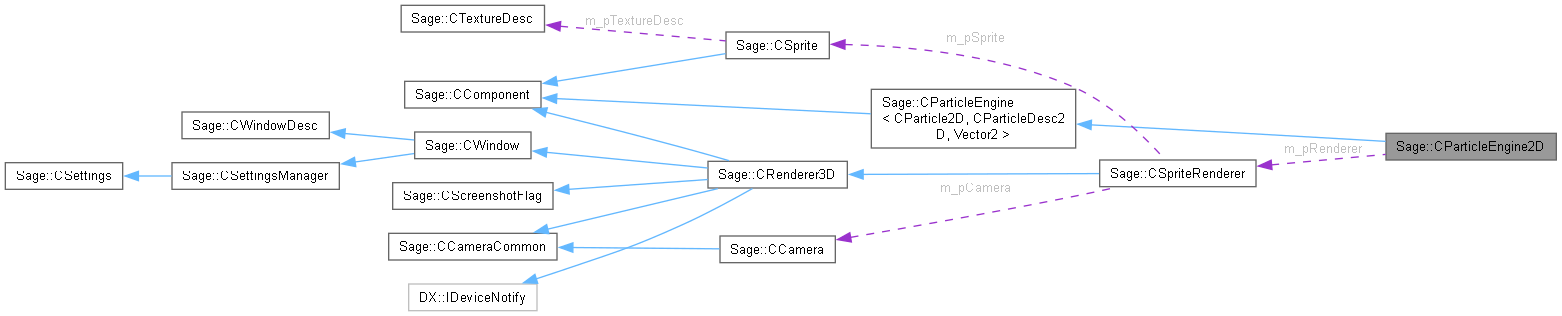 Sage::CTextureDesc
m_pTextureDesc
m_pSprite
Sage::CSprite
Sage::CComponent
Sage::CParticleEngine
< CParticle2D, CParticleDesc2
D, Vector2 >
Sage::CWindowDesc
Sage::CWindow
Sage::CParticleEngine2D
m_pRenderer
Sage::CSettings
Sage::CSettingsManager
Sage::CRenderer3D
Sage::CSpriteRenderer
m_pCamera
Sage::CScreenshotFlag
Sage::CCameraCommon
Sage::CCamera
DX::IDeviceNotify